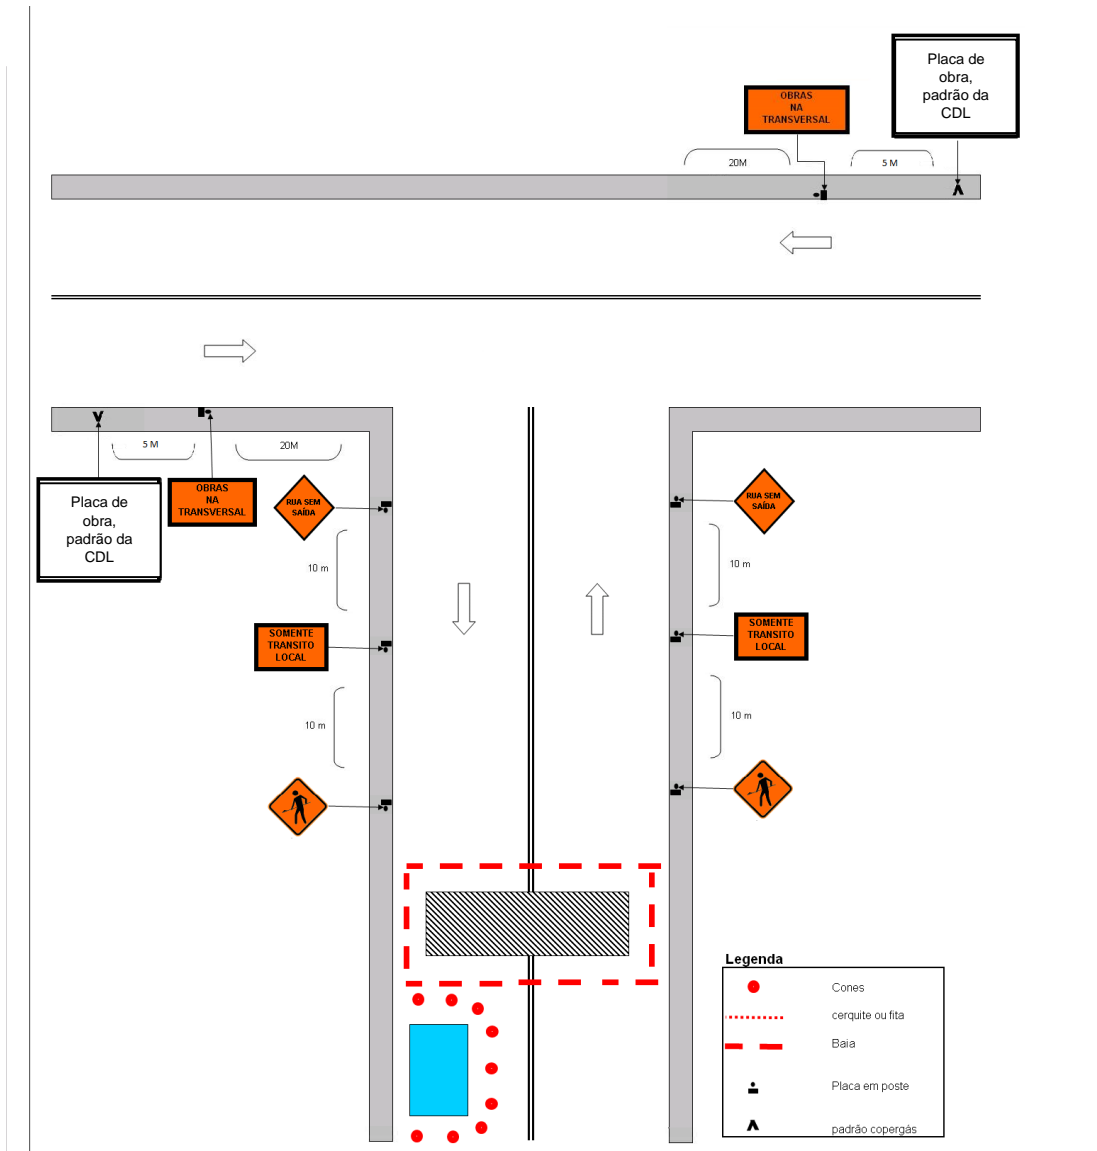 Placa de
obra,
padrão da
CDL
OBRAS
NA
TRANSVERSAL
20M
5 M
5 M
20M
Placa de
obra,
padrão da
CDL
OBRAS
NA
TRANSVERSAL
RUA SEM
SAÍDA
RUA SEM
SAÍDA
10 m
10 m
SOMENTE
TRANSITO
LOCAL
SOMENTE
TRANSITO
LOCAL
10 m
10 m
Legenda
Cones
cerquite ou fita
Baia
Placa em poste
padrão copergás